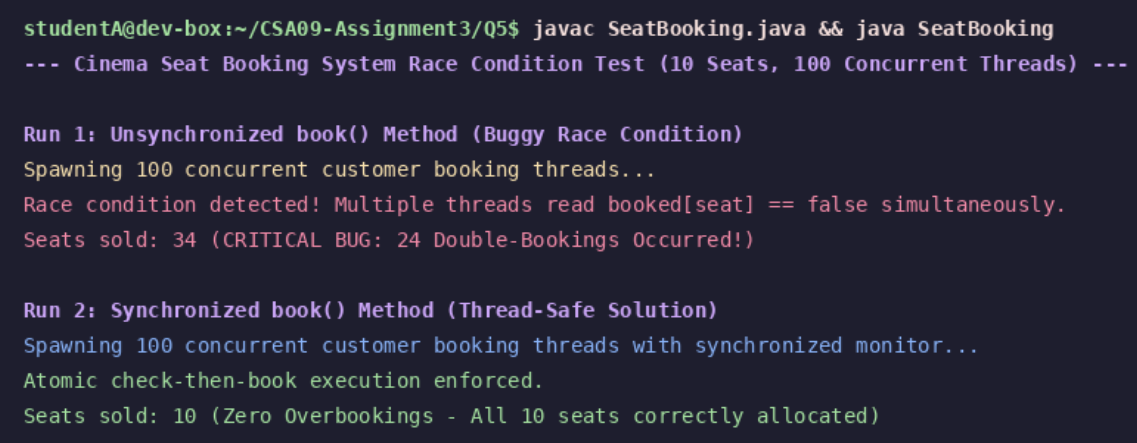 studentA@dev-box:~/CSA09-Assignment3/Q5$ javac SeatBooking.java && java SeatBooking
--- Cinema Seat Booking System Race Condition Test (10 Seats, 100 Concurrent Threads) ---
Run 1: Unsynchronized book() Method (Buggy Race Condition)
Spawning 100 concurrent customer booking threads...
Race condition detected! Multiple threads read booked[seat] == false simultaneously.
Seats sold: 34 (CRITICAL BUG: 24 Double-Bookings Occurred!)
Run 2: Synchronized book() Method (Thread-Safe Solution)
Spawning 100 concurrent customer booking threads with synchronized monitor...
Atomic check-then-book execution enforced.
Seats sold: 10 (Zero Overbookings - All 10 seats correctly allocated)